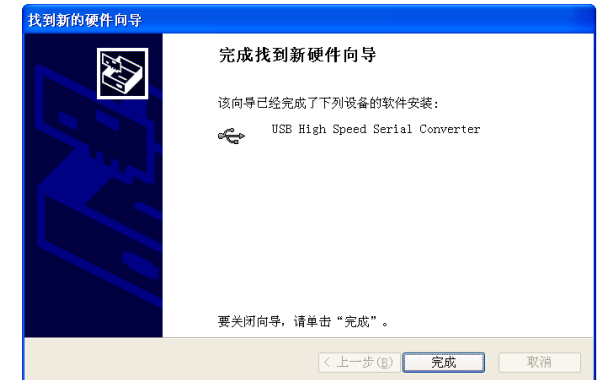 找到新的硬件向导
完成找到新硬件向导
该向导已经完成了下列设备的软件安装:
USB High Speed Serial Converter
要关闭向导，请单击“完成”。
< 上一步(B)
完成
取消